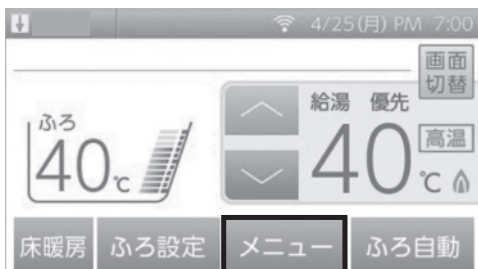 4/25(月) PM 7:00
画面
切替
給湯 優先
ふろ
40℃
40℃
高温
床暖房 ふろ設定 メニュー ふろ自動